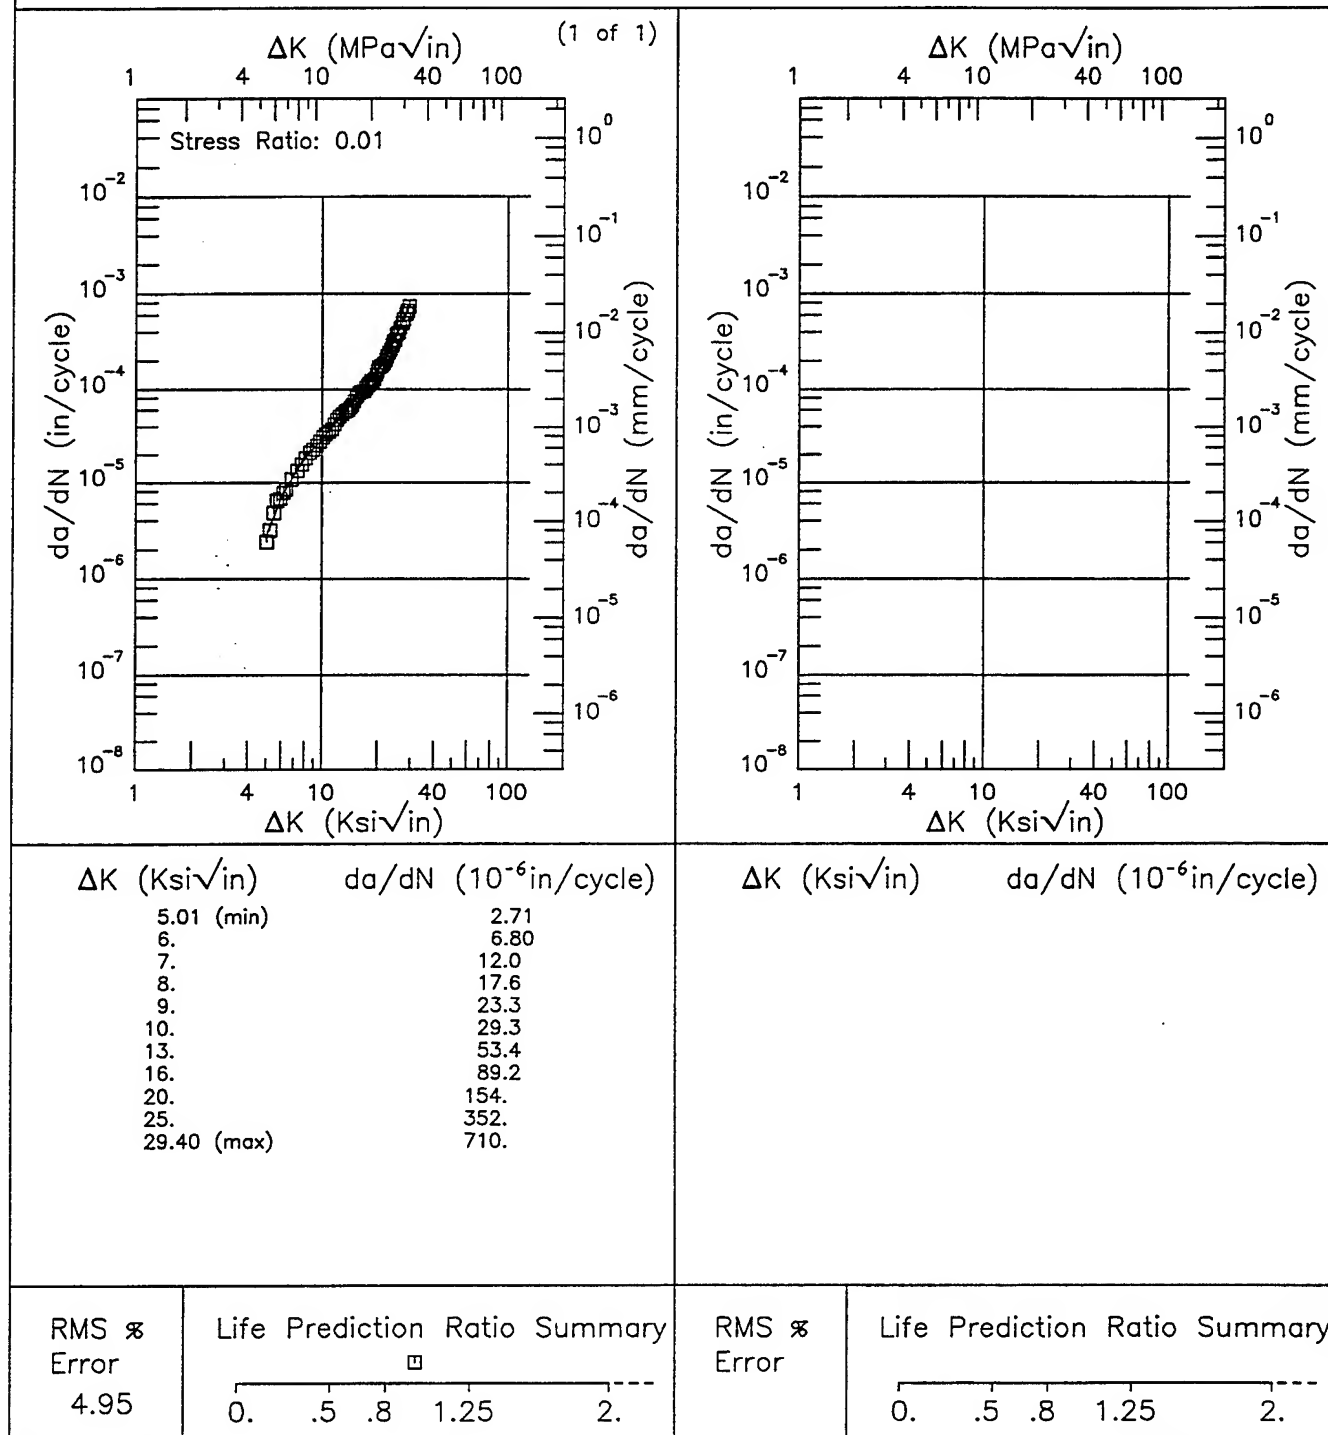 (1 of 1)
ΔK (MPa√in)
1 4 10 40 100
Stress Ratio: 0.01
da/dN (in/cycle)
10⁻²
10⁻³
10⁻⁴
10⁻⁵
10⁻⁶
10⁻⁷
10⁻⁸
10⁰
10⁻¹
10⁻²
10⁻³
10⁻⁴
10⁻⁵
10⁻⁶
da/dN (mm/cycle)
1 4 10 40 100
ΔK (Ksi√in)
ΔK (MPa√in)
1 4 10 40 100
da/dN (in/cycle)
10⁻²
10⁻³
10⁻⁴
10⁻⁵
10⁻⁶
10⁻⁷
10⁻⁸
10⁰
10⁻¹
10⁻²
10⁻³
10⁻⁴
10⁻⁵
10⁻⁶
da/dN (mm/cycle)
1 4 10 40 100
ΔK (Ksi√in)
ΔK (Ksi√in) da/dN (10⁻⁶in/cycle)
5.01 (min) 2.71
6. 6.80
7. 12.0
8. 17.6
9. 23.3
10. 29.3
13. 53.4
16. 89.2
20. 154.
25. 352.
29.40 (max) 710.
ΔK (Ksi√in) da/dN (10⁻⁶in/cycle)
RMS %
Error
4.95
Life Prediction Ratio Summary
0. .5 .8 1.25 2.
RMS %
Error
Life Prediction Ratio Summary
0. .5 .8 1.25 2.